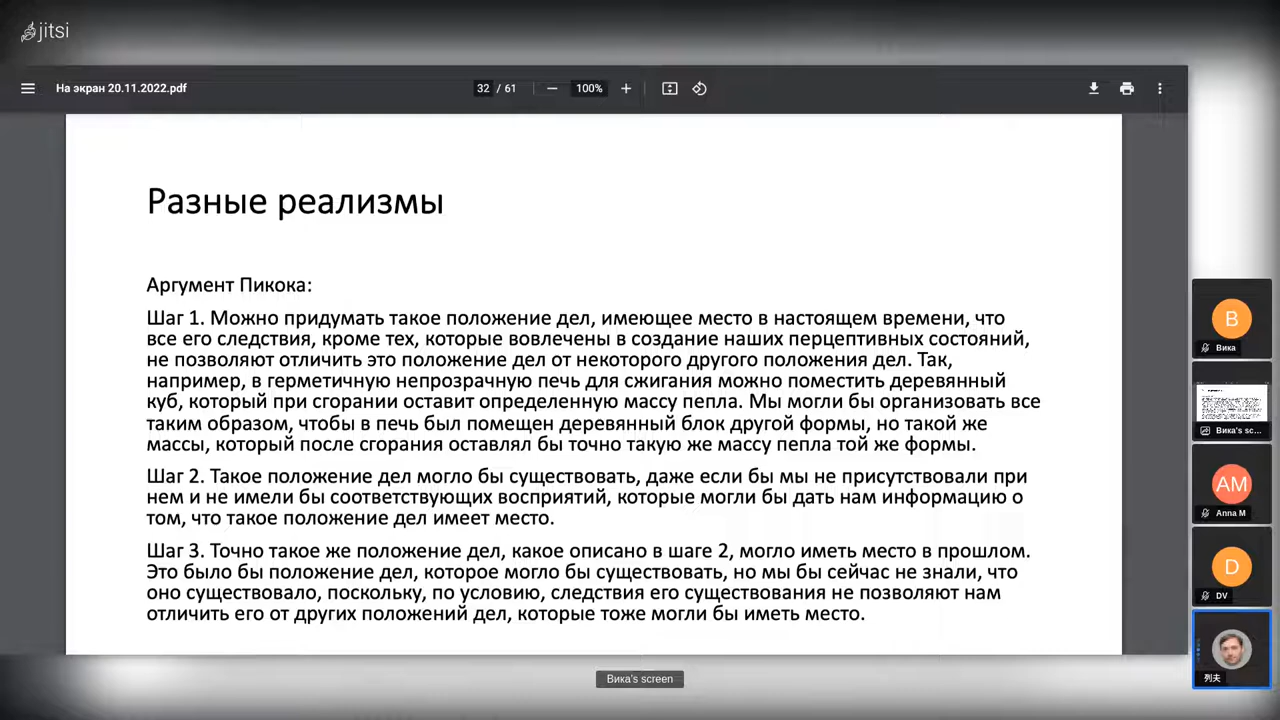 jitsi
На экран 20.11.2022.pdf
32 / 61
100%
Разные реализмы
Аргумент Пикока:
Шаг 1. Можно придумать такое положение дел, имеющее место в настоящем времени, что
все его следствия, кроме тех, которые вовлечены в создание наших перцептивных состояний,
не позволяют отличить это положение дел от некоторого другого положения дел. Так,
например, в герметичную непрозрачную печь для сжигания можно поместить деревянный
куб, который при сгорании оставит определенную массу пепла. Мы могли бы организовать все
таким образом, чтобы в печь был помещен деревянный блок другой формы, но такой же
массы, который после сгорания оставлял бы точно такую же массу пепла той же формы.
Шаг 2. Такое положение дел могло бы существовать, даже если бы мы не присутствовали при
нем и не имели бы соответствующих восприятий, которые могли бы дать нам информацию о
том, что такое положение дел имеет место.
Шаг 3. Точно такое же положение дел, какое описано в шаге 2, могло иметь место в прошлом.
Это было бы положение дел, которое могло бы существовать, но мы бы сейчас не знали, что
оно существовало, поскольку, по условию, следствия его существования не позволяют нам
отличить его от других положений дел, которые тоже могли бы иметь место.
В
Вика
Вика's sc...
AM
Anna M
D
DV
列夫
Вика's screen